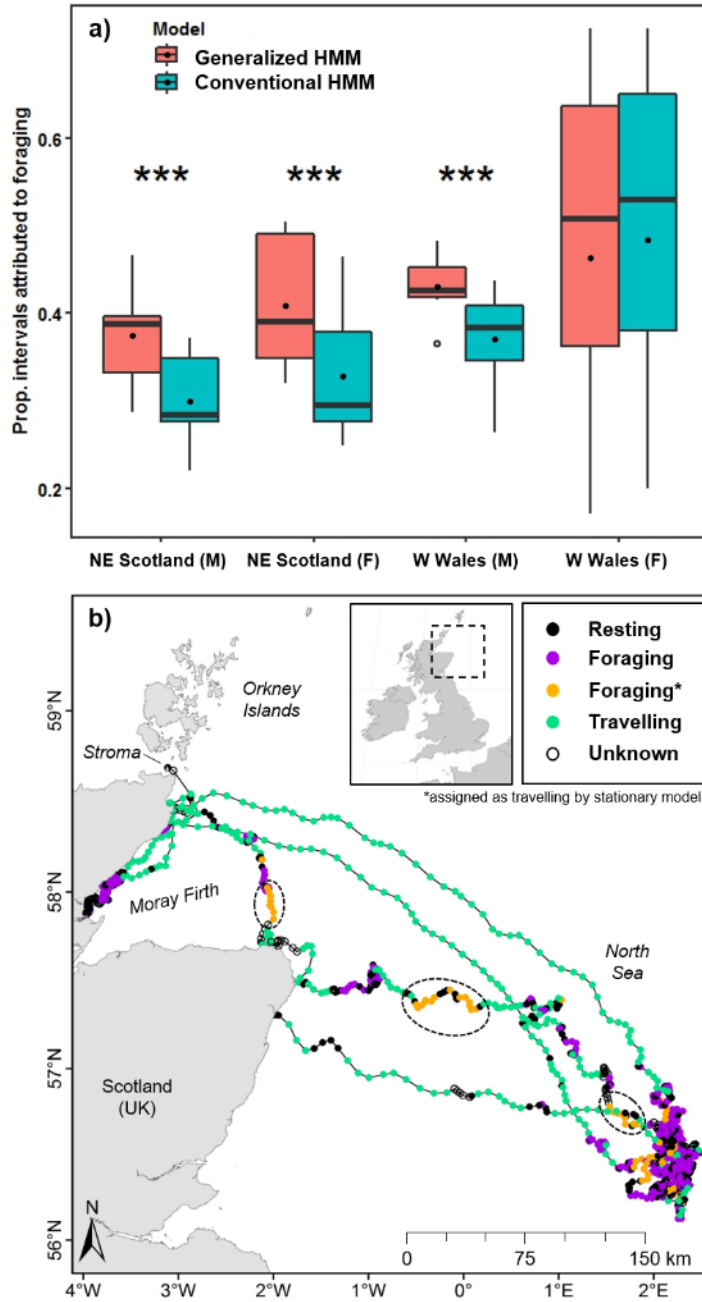 a)
Model
Generalized HMM
Conventional HMM
*** *** ***
Prop. intervals attributed to foraging
0.6
0.4
0.2
NE Scotland (M) NE Scotland (F) W Wales (M) W Wales (F)
b)
Resting
Foraging
Foraging*
Travelling
Unknown
*assigned as travelling by stationary model
Orkney
Islands
Stroma
Moray Firth
North
Sea
Scotland
(UK)
N
59°N
58°N
57°N
56°N
0 75 150 km
4°W 3°W 2°W 1°W 0° 1°E 2°E